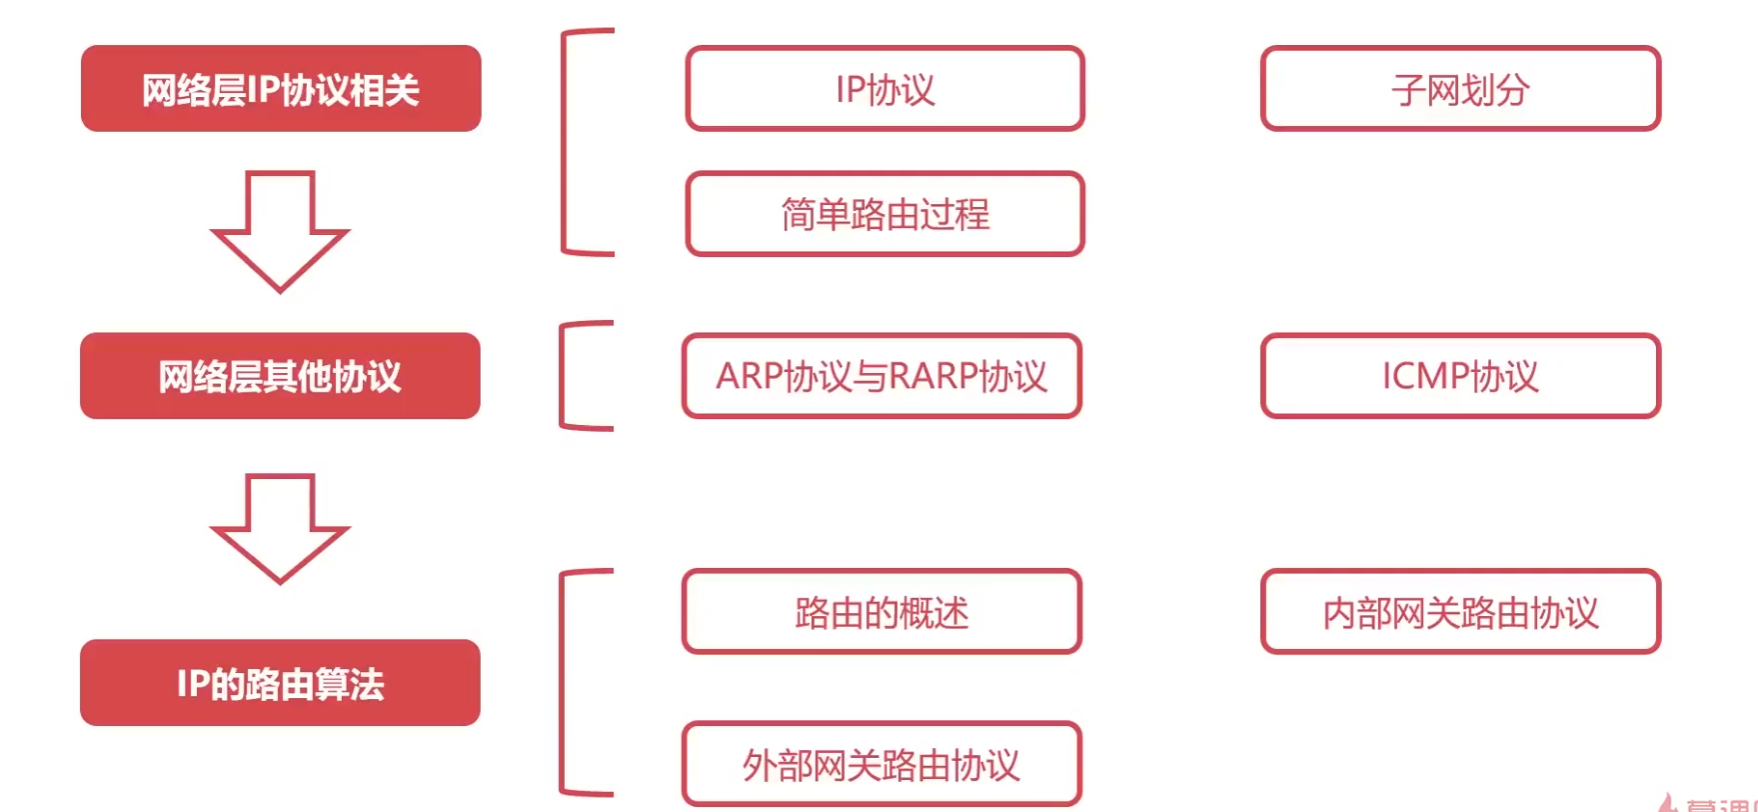 网络层IP协议相关
IP协议
子网划分
简单路由过程
网络层其他协议
ARP协议与RARP协议
ICMP协议
IP的路由算法
路由的概述
内部网关路由协议
外部网关路由协议